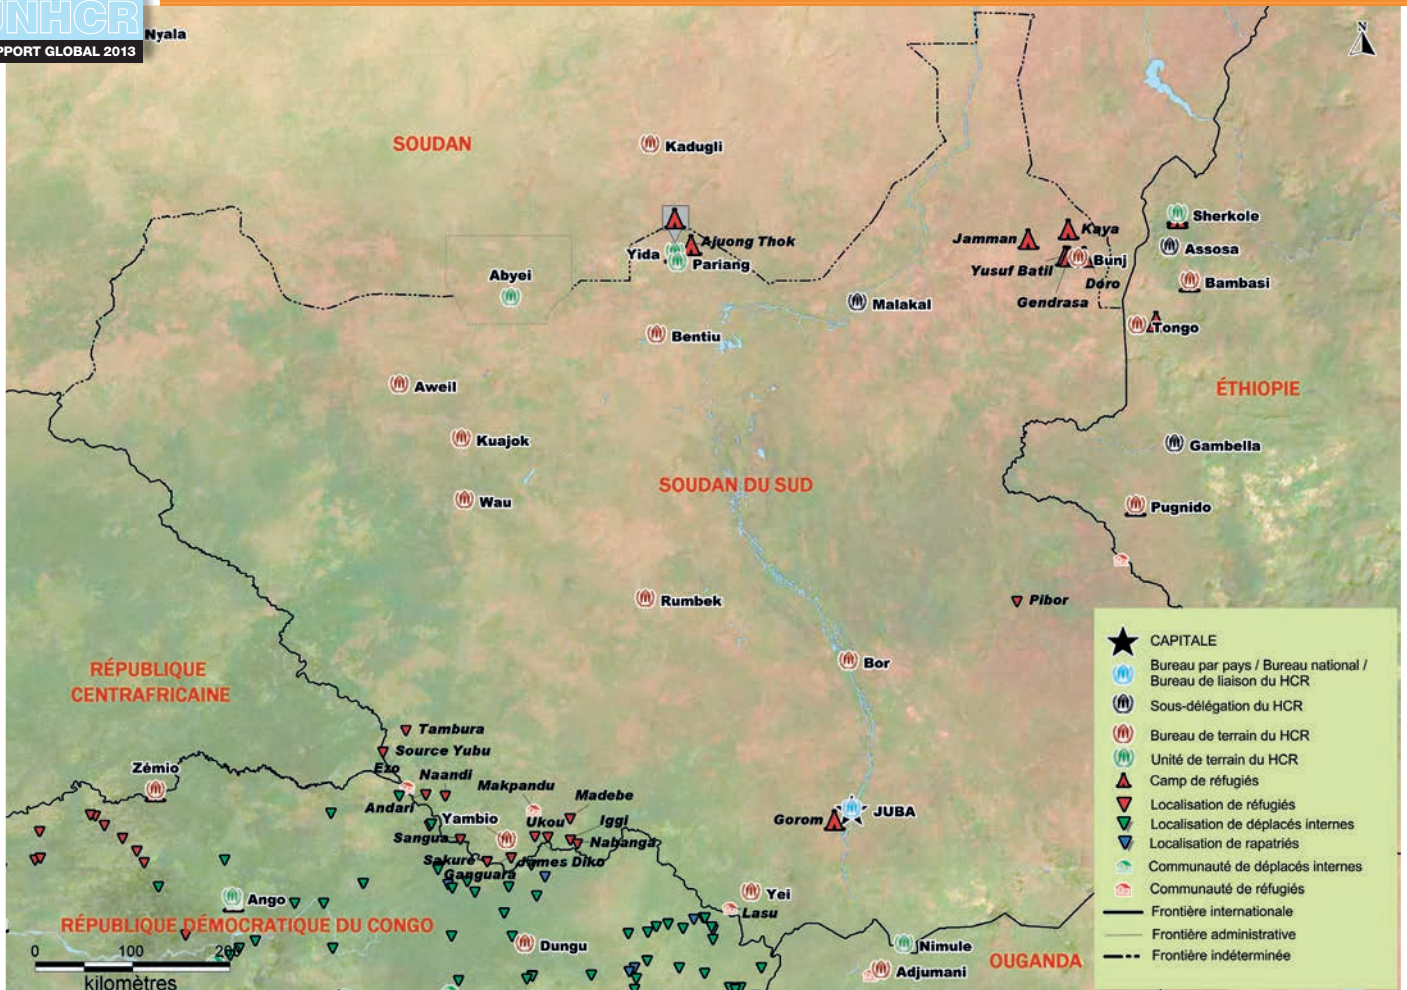 UNHCR
PPORT GLOBAL 2013
Nyala
N
SOUDAN
Kadugli
Sherkole
Assosa
Bambasi
Tongo
Jamman
Kaya
Yusuf Batil
Bunj
Doro
Gendrasa
Ajuong Thok
Yida
Pariang
Abyei
Malakal
Bentiu
Aweil
ÉTHIOPIE
Kuajok
Gambella
SOUDAN DU SUD
Wau
Pugnido
Rumbek
Pibor
Bor
RÉPUBLIQUE
CENTRAFRICAINE
Tambura
Source Yubu
Ezo
Zémio
Naandi
Makpandu
Andari
Madebe
Yambio
Ukou
Iggi
Sangua
Nabanga
Sakure
James Diko
Ganguara
Gorom
JUBA
Yei
Lasu
Ango
RÉPUBLIQUE DÉMOCRATIQUE DU CONGO
Dungu
Nimule
Adjumani
OUGANDA
0 100 200
kilomètres
CAPITALE
Bureau par pays / Bureau national /
Bureau de liaison du HCR
Sous-délégation du HCR
Bureau de terrain du HCR
Unité de terrain du HCR
Camp de réfugiés
Localisation de réfugiés
Localisation de déplacés internes
Localisation de rapatriés
Communauté de déplacés internes
Communauté de réfugiés
Frontière internationale
Frontière administrative
Frontière indéterminée